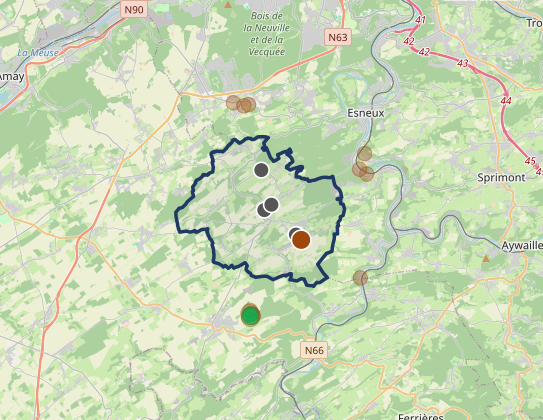 N90
Bois de
la Neuville
et de la
Vecquée
N63
41
42
42
43
44
45
La Meuse
Amay
Esneux
Sprimont
Aywaille
N66
Ferrières